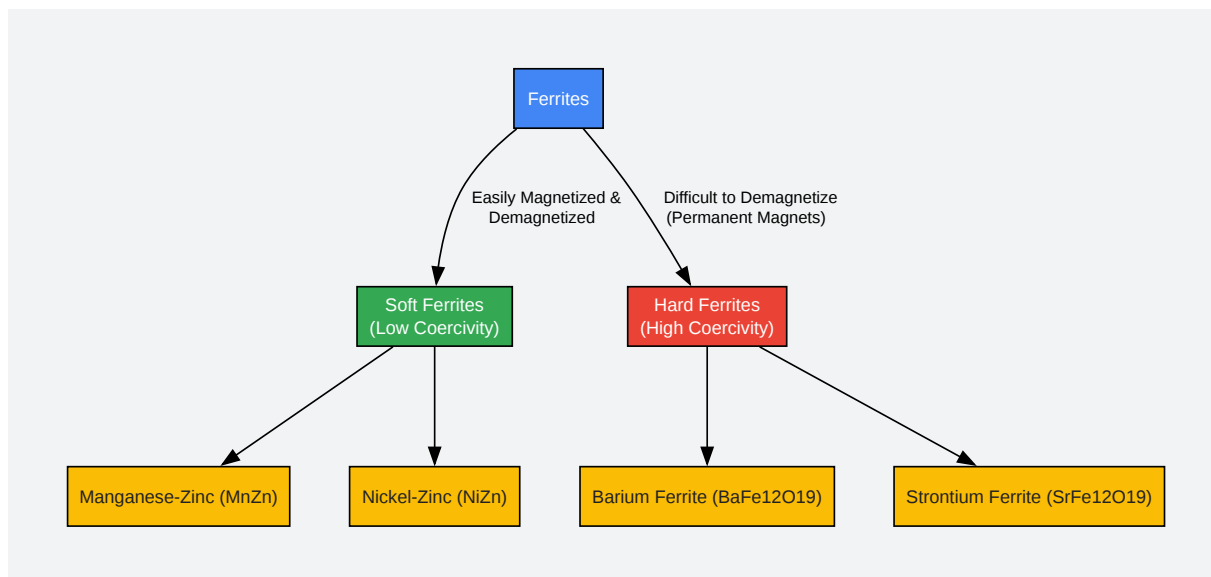 Ferrites
Easily Magnetized &
Demagnetized
Difficult to Demagnetize
(Permanent Magnets)
Soft Ferrites
(Low Coercivity)
Hard Ferrites
(High Coercivity)
Manganese-Zinc (MnZn)
Nickel-Zinc (NiZn)
Barium Ferrite (BaFe12O19)
Strontium Ferrite (SrFe12O19)